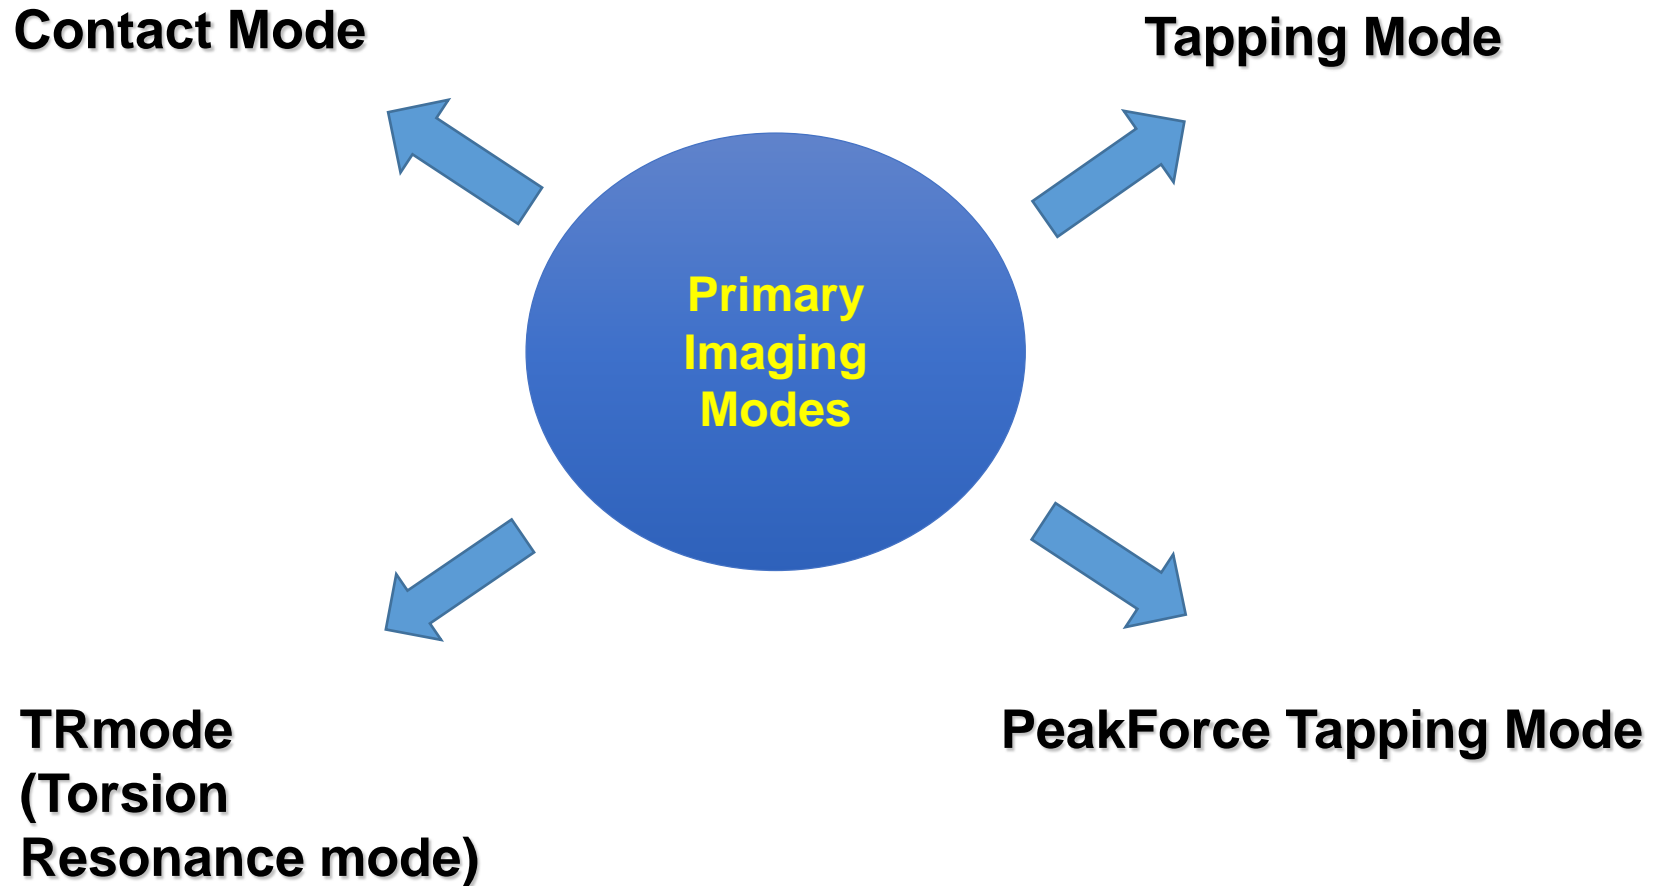 Contact Mode
Tapping Mode
Primary
Imaging
Modes
TRmode
(Torsion
Resonance mode)
PeakForce Tapping Mode